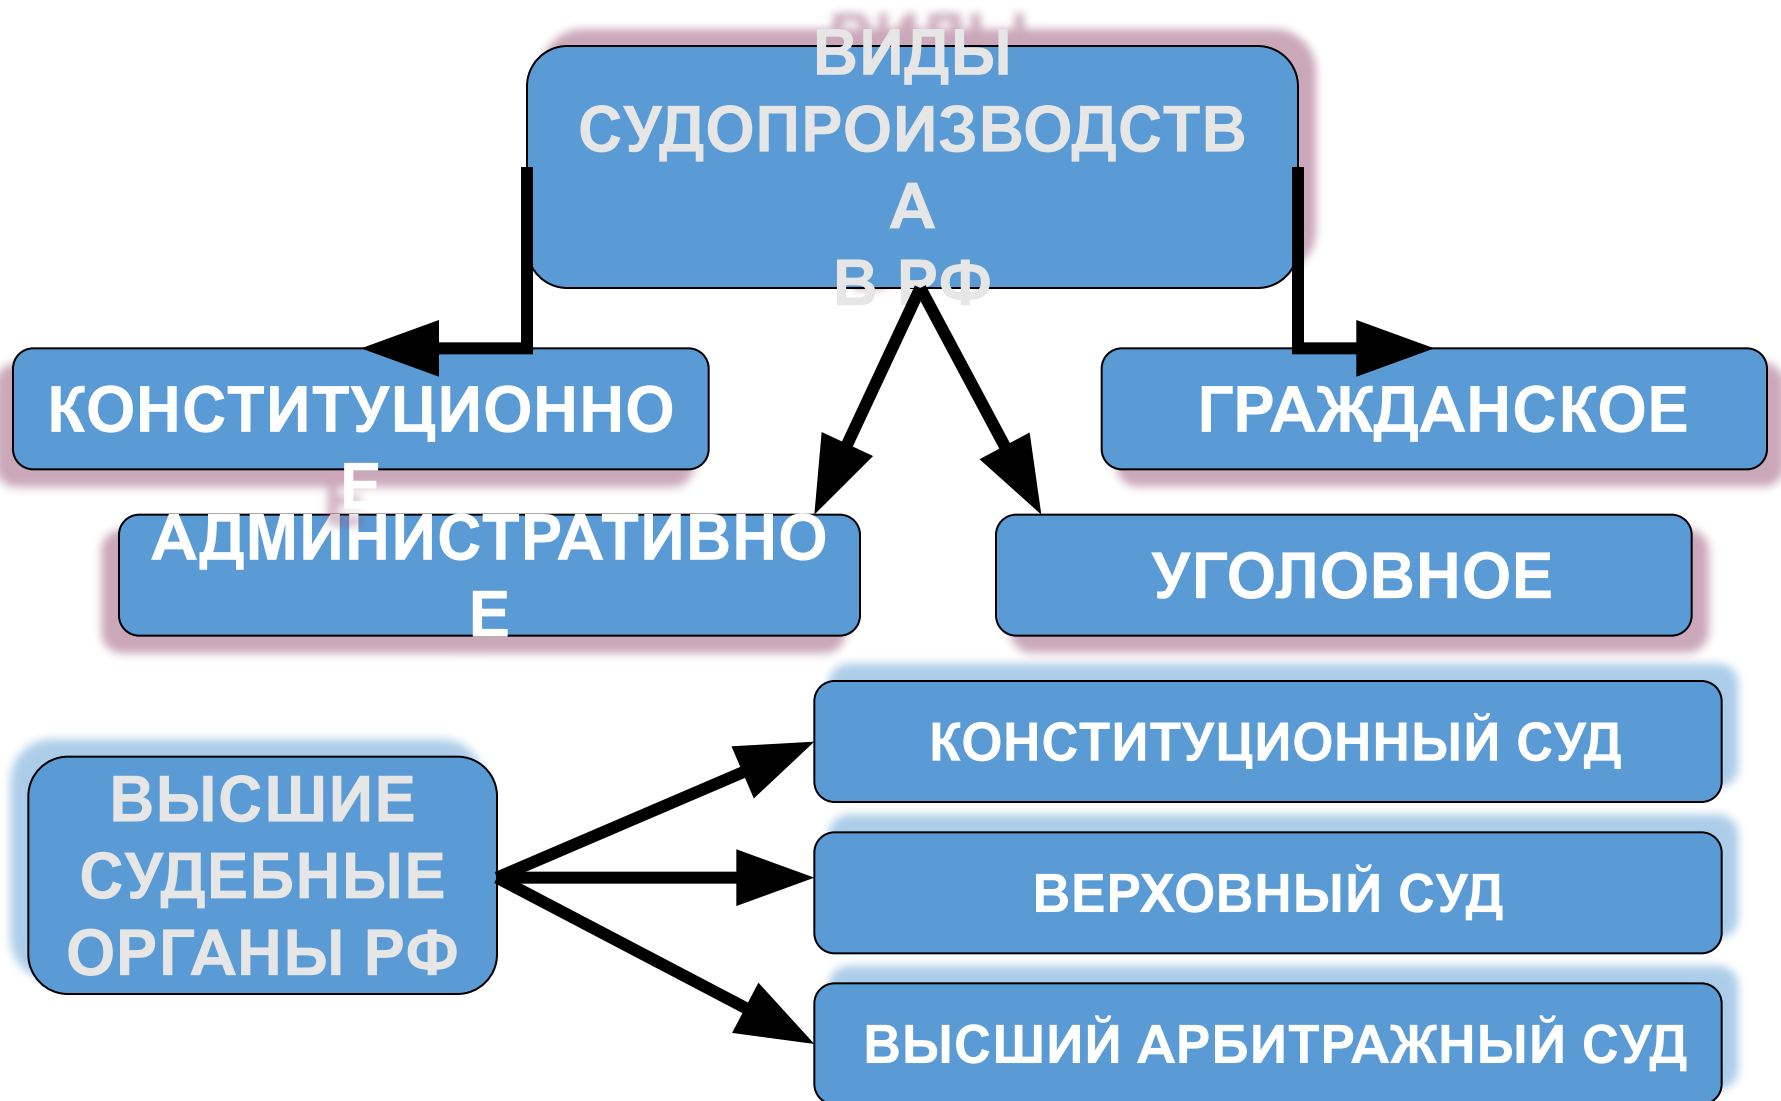 ВИДЫ
СУДОПРОИЗВОДСТВ
А
В РФ
КОНСТИТУЦИОННО
Е
ГРАЖДАНСКОЕ
АДМИНИСТРАТИВНО
Е
УГОЛОВНОЕ
ВЫСШИЕ
СУДЕБНЫЕ
ОРГАНЫ РФ
КОНСТИТУЦИОННЫЙ СУД
ВЕРХОВНЫЙ СУД
ВЫСШИЙ АРБИТРАЖНЫЙ СУД